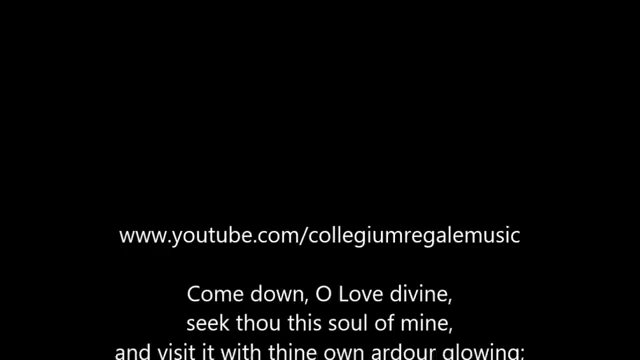 www.youtube.com/collegiumregalemusic
Come down, O Love divine,
seek thou this soul of mine,
and visit it with thine own ardour glowing;